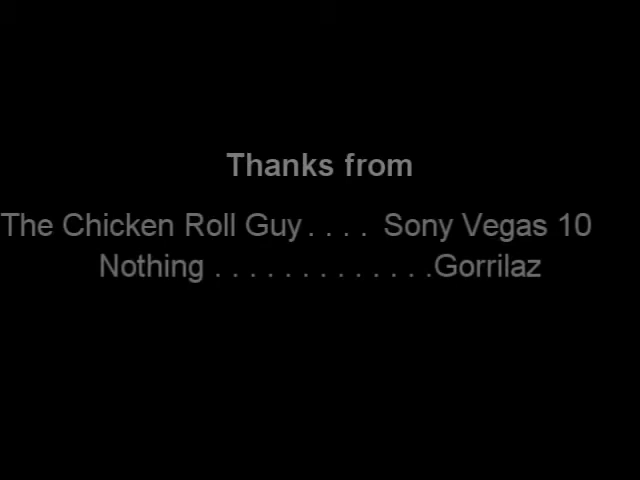 Thanks from
The Chicken Roll Guy . . . . Sony Vegas 10
Nothing . . . . . . . . . . . . .Gorrilaz